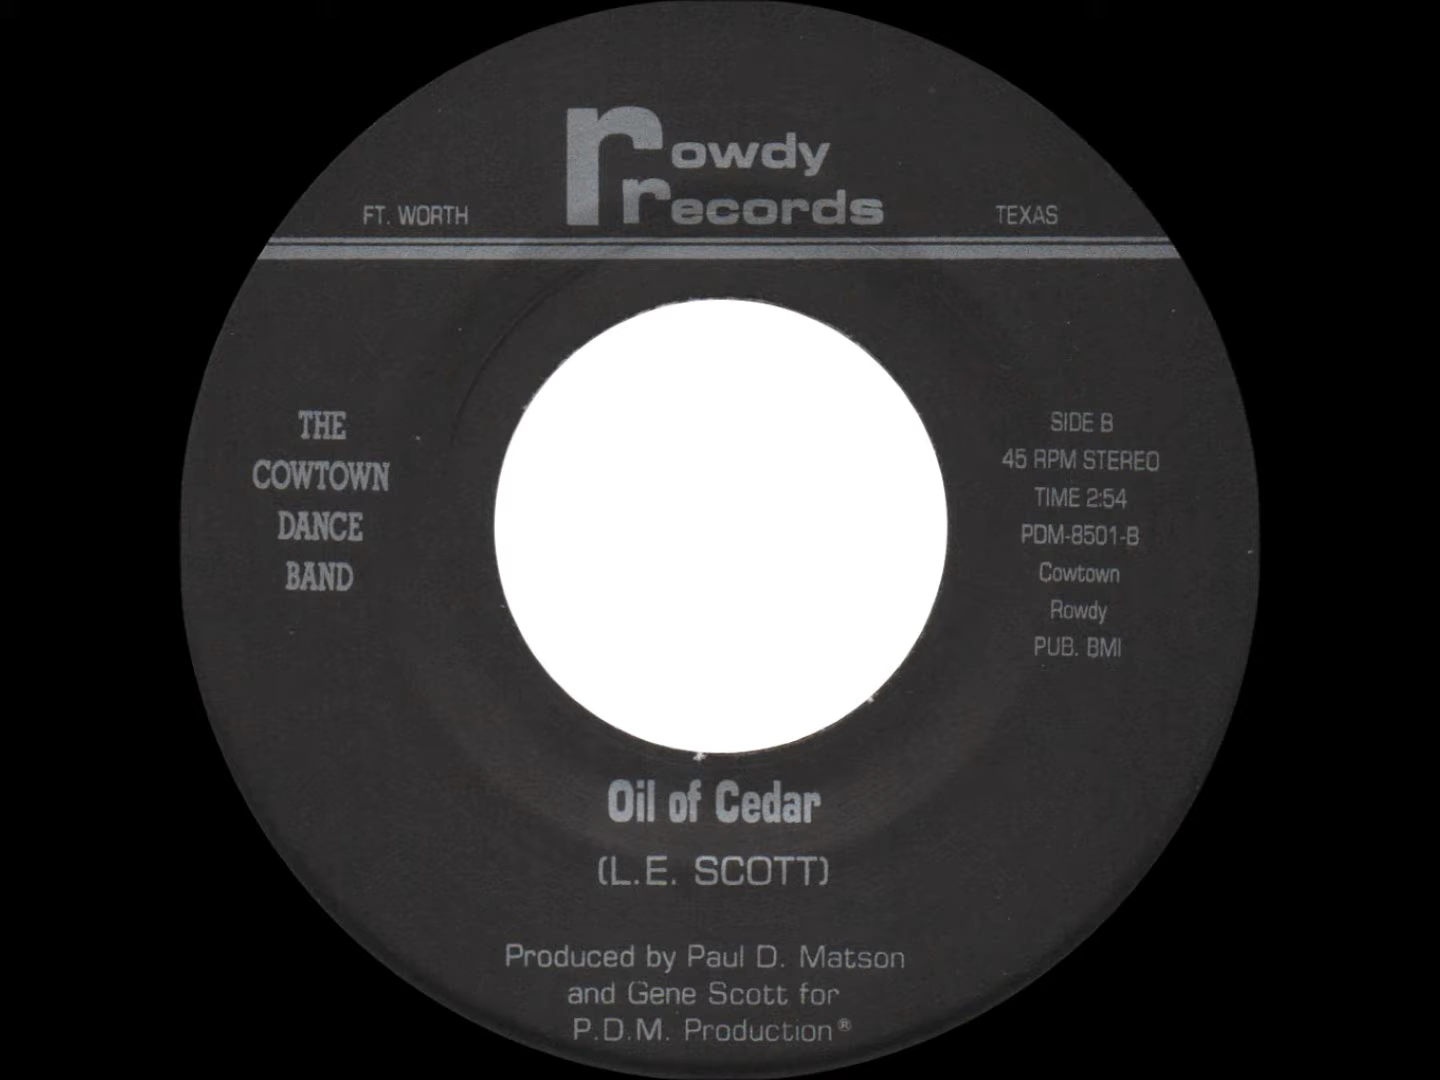 rowdy
records
FT. WORTH
TEXAS
THE
COWTOWN
DANCE
BAND
SIDE B
45 RPM STEREO
TIME 2:54
PDM-8501-B
Cowtown
Rowdy
PUB. BMI
Oil of Cedar
(L.E. SCOTT)
Produced by Paul D. Matson
and Gene Scott for
P.D.M. Production®